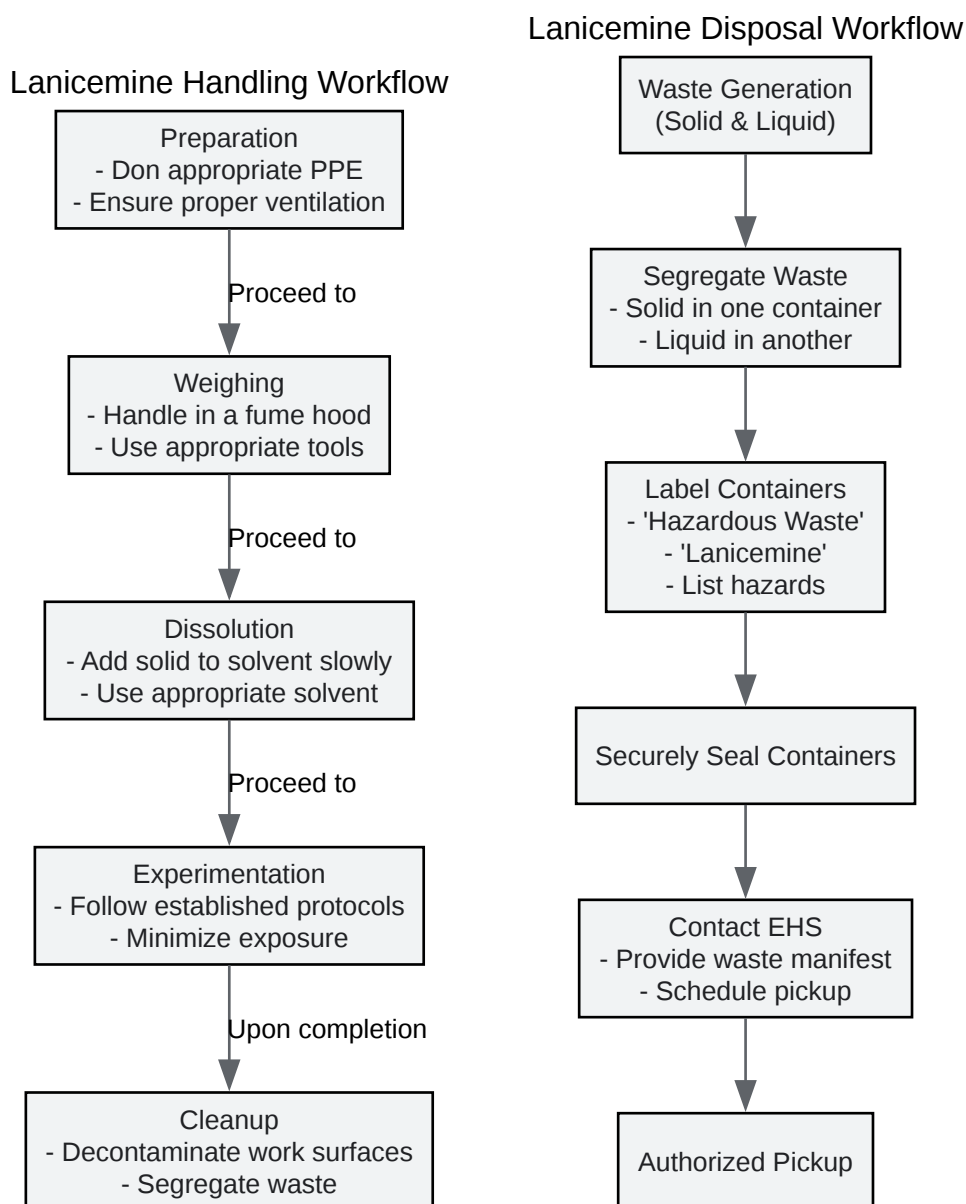 Lanicemine Handling Workflow
Preparation
- Don appropriate PPE
- Ensure proper ventilation
Proceed to
Weighing
- Handle in a fume hood
- Use appropriate tools
Proceed to
Dissolution
- Add solid to solvent slowly
- Use appropriate solvent
Proceed to
Experimentation
- Follow established protocols
- Minimize exposure
Upon completion
Cleanup
- Decontaminate work surfaces
- Segregate waste
Lanicemine Disposal Workflow
Waste Generation
(Solid & Liquid)
Segregate Waste
- Solid in one container
- Liquid in another
Label Containers
- 'Hazardous Waste'
- 'Lanicemine'
- List hazards
Securely Seal Containers
Contact EHS
- Provide waste manifest
- Schedule pickup
Authorized Pickup